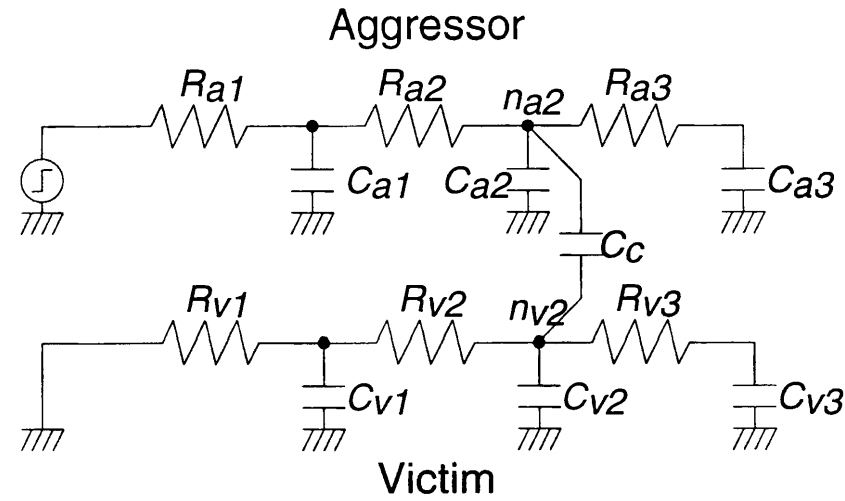 Aggressor
Ra1 Ra2 na2 Ra3
Ca1 Ca2 Ca3
Cc
Rv1 Rv2 nv2 Rv3
Cv1 Cv2 Cv3
Victim